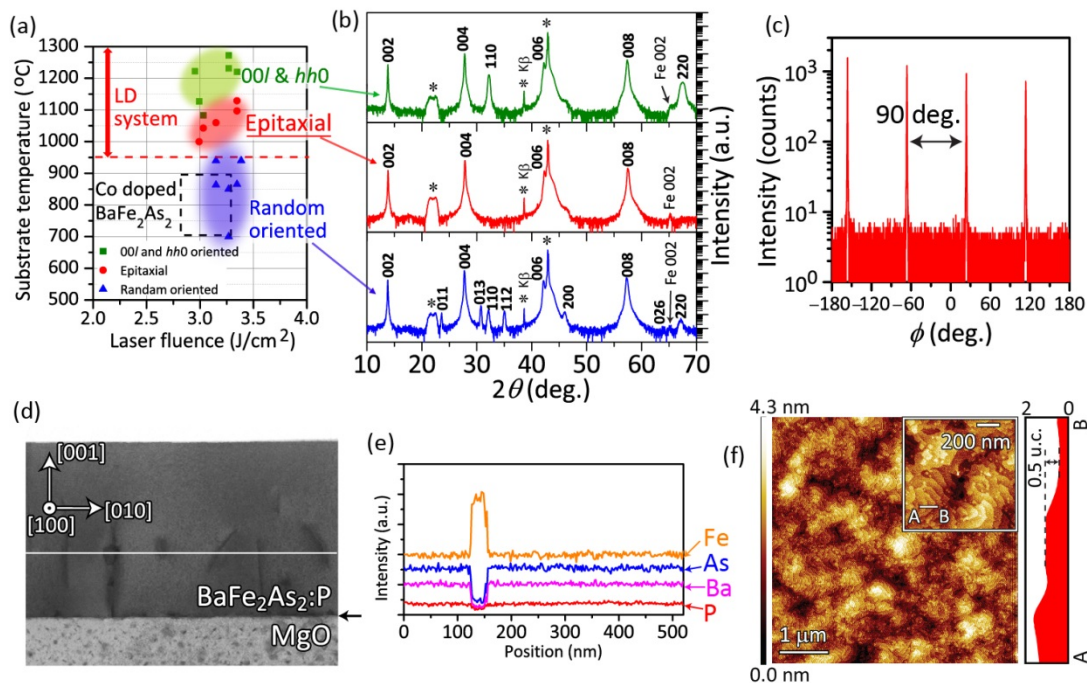 (a)
1300
1200
1100
1000
900
800
700
600
500
2.0
2.5
3.0
3.5
4.0
Substrate temperature (°C)
Laser fluence (J/cm²)
LD
system
00l & hh0
Epitaxial
Co doped
BaFe₂As₂
Random
oriented
00l and hh0 oriented
Epitaxial
Randam oriented
(b)
002
*
004
110
* Kβ
006
*
008
Fe 002
220
002
*
004
* Kβ
006
*
008
Fe 002
002
*
011
004
013
110
112
* Kβ
006
*
200
008
026
Fe 002
220
10
20
30
40
50
60
70
2θ (deg.)
Intensity (a.u.)
(c)
10³
10²
10¹
10⁰
Intensity (counts)
90 deg.
-180
-120
-60
0
60
120
180
ϕ (deg.)
(d)
[001]
[010]
[100]
BaFe₂As₂:P
MgO
(e)
Intensity (a.u.)
Fe
As
Ba
P
0
100
200
300
400
500
Position (nm)
(f)
4.3 nm
0.0 nm
200 nm
A
B
1 μm
2
0
B
0.5 u.c.
A